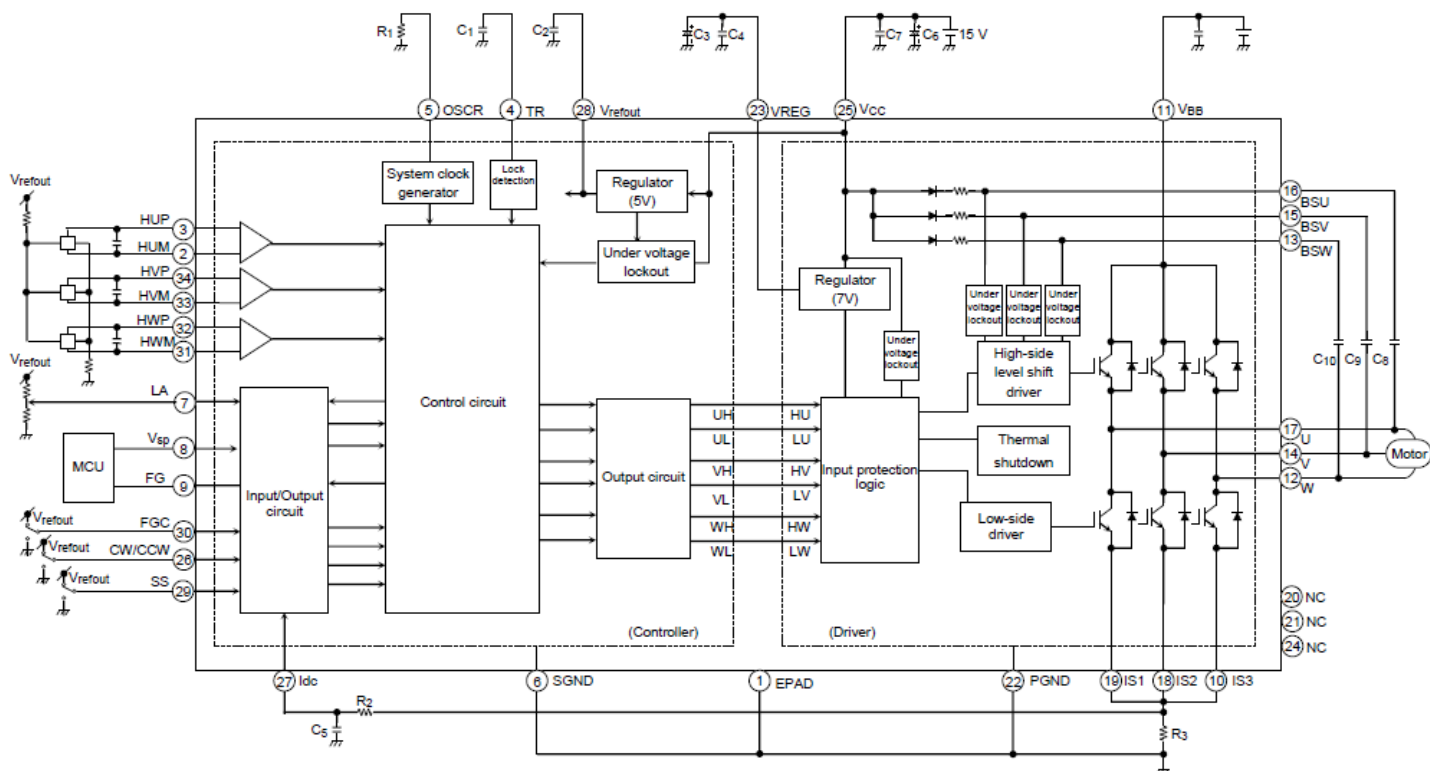 R1
C1
C2
C3
C4
C7
C6
15 V
5
OSCR
4
TR
28
Vrefout
23
VREG
25
VCC
11
VBB
System clock
generator
Lock
detection
Regulator
(5V)
Under voltage
lockout
Regulator
(7V)
Under
voltage
lockout
Under
voltage
lockout
Under
voltage
lockout
Under
voltage
lockout
16
BSU
15
BSV
13
BSW
Vrefout
HUP
3
HUM
2
HVP
34
HVM
33
HWP
32
HWM
31
Vrefout
LA
7
MCU
Vsp
8
FG
9
Vrefout
FGC
30
Vrefout
CW/CCW
26
Vrefout
SS
29
Input/Output
circuit
Control circuit
Output circuit
UH
HU
UL
LU
VH
HV
VL
LV
WH
HW
WL
LW
Input protection
logic
High-side
level shift
driver
Thermal
shutdown
Low-side
driver
C10
C9
C8
17
U
14
V
12
W
Motor
20
NC
21
NC
24
NC
(Controller)
(Driver)
27
Idc
6
SGND
1
EPAD
22
PGND
19
IS1
18
IS2
10
IS3
R2
C5
R3